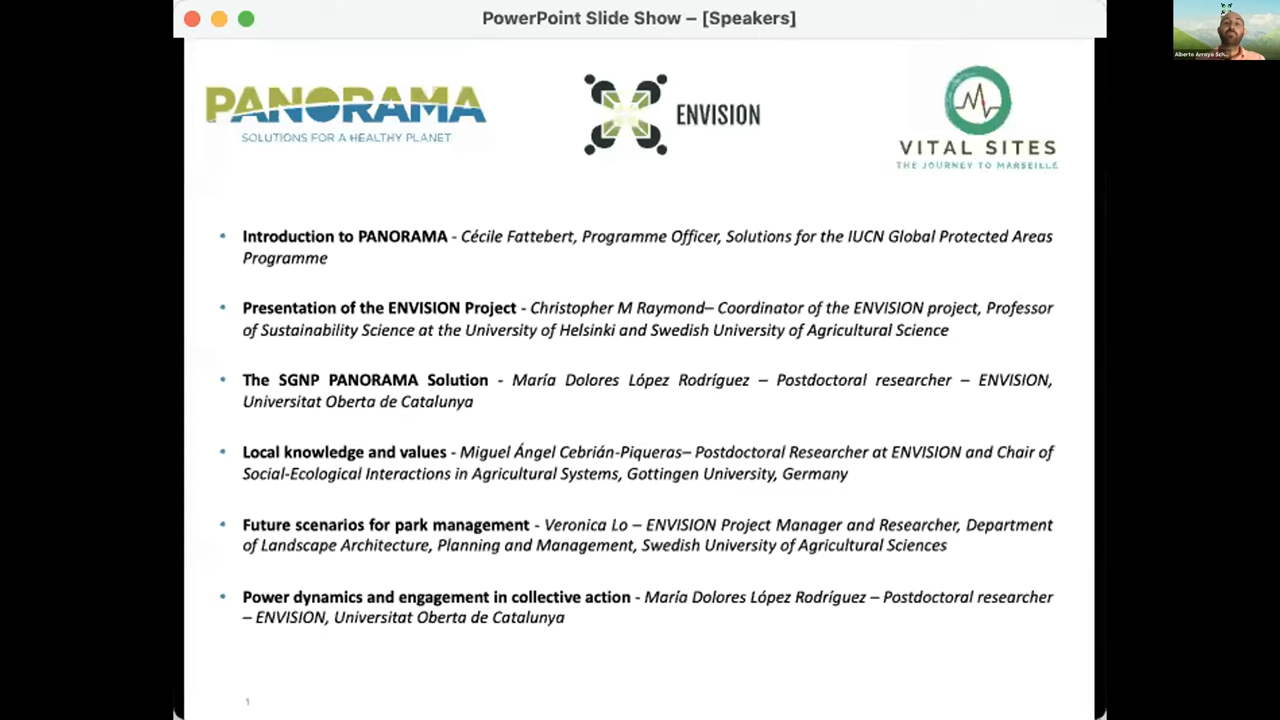 PowerPoint Slide Show – [Speakers]
PANORAMA
SOLUTIONS FOR A HEALTHY PLANET
ENVISION
VITAL SITES
THE JOURNEY TO MARSEILLE
• Introduction to PANORAMA - Cécile Fattebert, Programme Officer, Solutions for the IUCN Global Protected Areas
Programme
• Presentation of the ENVISION Project - Christopher M Raymond– Coordinator of the ENVISION project, Professor
of Sustainability Science at the University of Helsinki and Swedish University of Agricultural Science
• The SGNP PANORAMA Solution - María Dolores López Rodríguez – Postdoctoral researcher – ENVISION,
Universitat Oberta de Catalunya
• Local knowledge and values - Miguel Ángel Cebrián-Piqueras– Postdoctoral Researcher at ENVISION and Chair of
Social-Ecological Interactions in Agricultural Systems, Gottingen University, Germany
• Future scenarios for park management - Veronica Lo – ENVISION Project Manager and Researcher, Department
of Landscape Architecture, Planning and Management, Swedish University of Agricultural Sciences
• Power dynamics and engagement in collective action - María Dolores López Rodríguez – Postdoctoral researcher
– ENVISION, Universitat Oberta de Catalunya
1
Alberto Arroyo Sch...